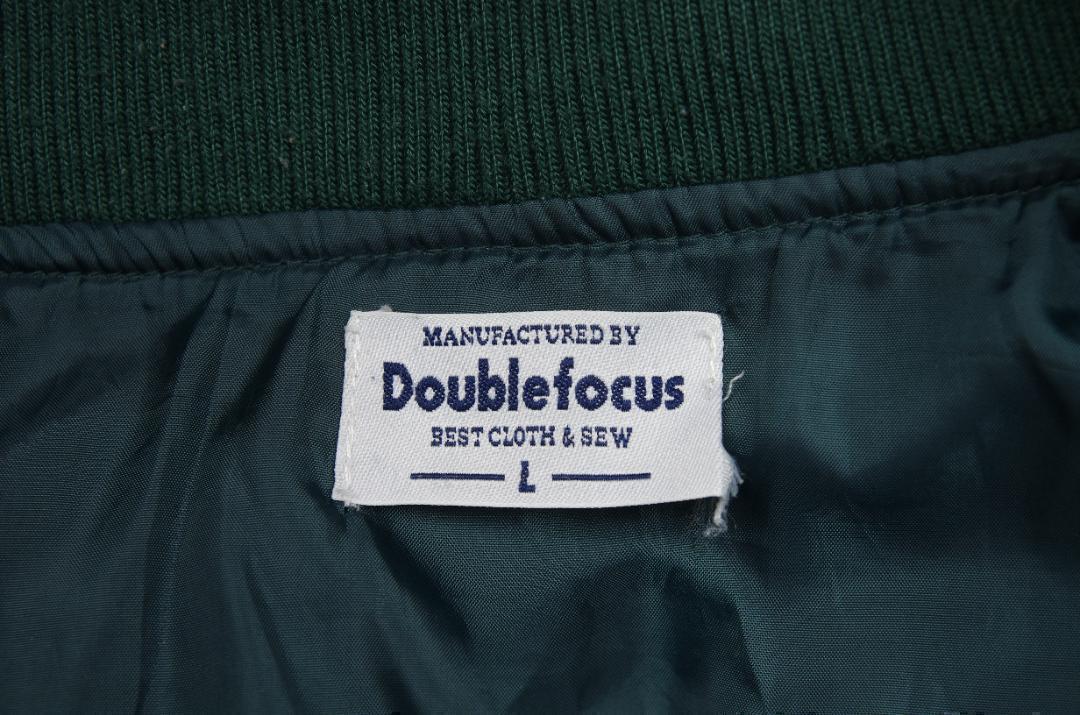 MANUFACTURED BY
Doublefocus
BEST CLOTH & SEW
L